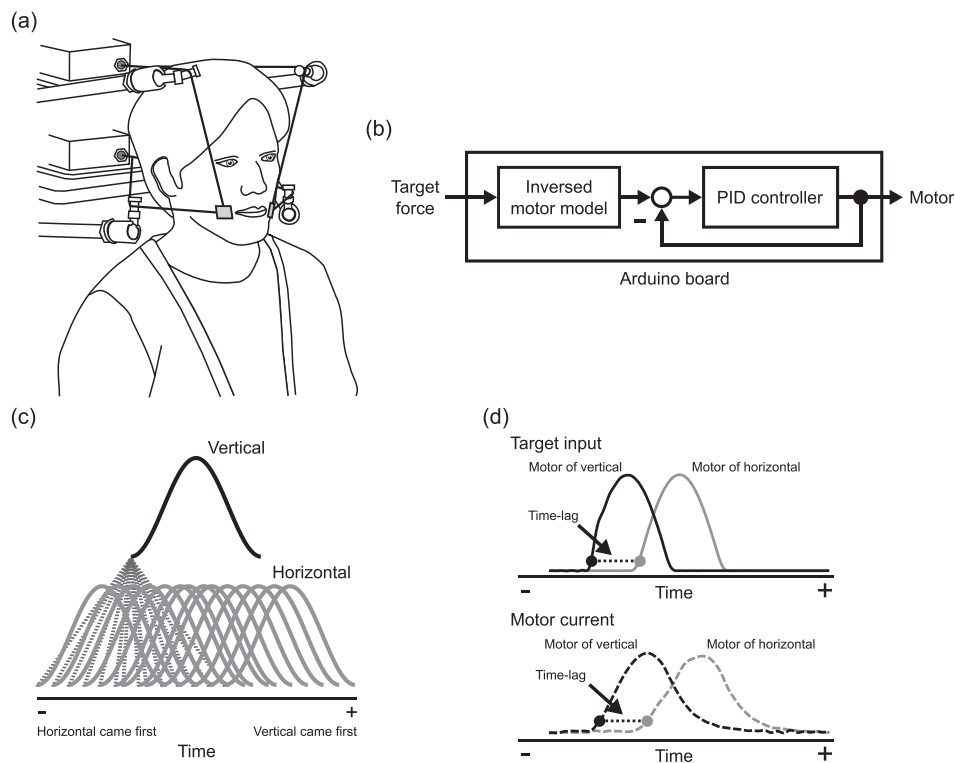 (a)
(b)
Target
force
Inversed
motor model
-
PID controller
Motor
Arduino board
(c)
Vertical
Horizontal
- +
Horizontal came first Vertical came first
Time
(d)
Target input
Motor of vertical Motor of horizontal
Time-lag
- Time +
Motor current
Motor of vertical Motor of horizontal
Time-lag
- Time +